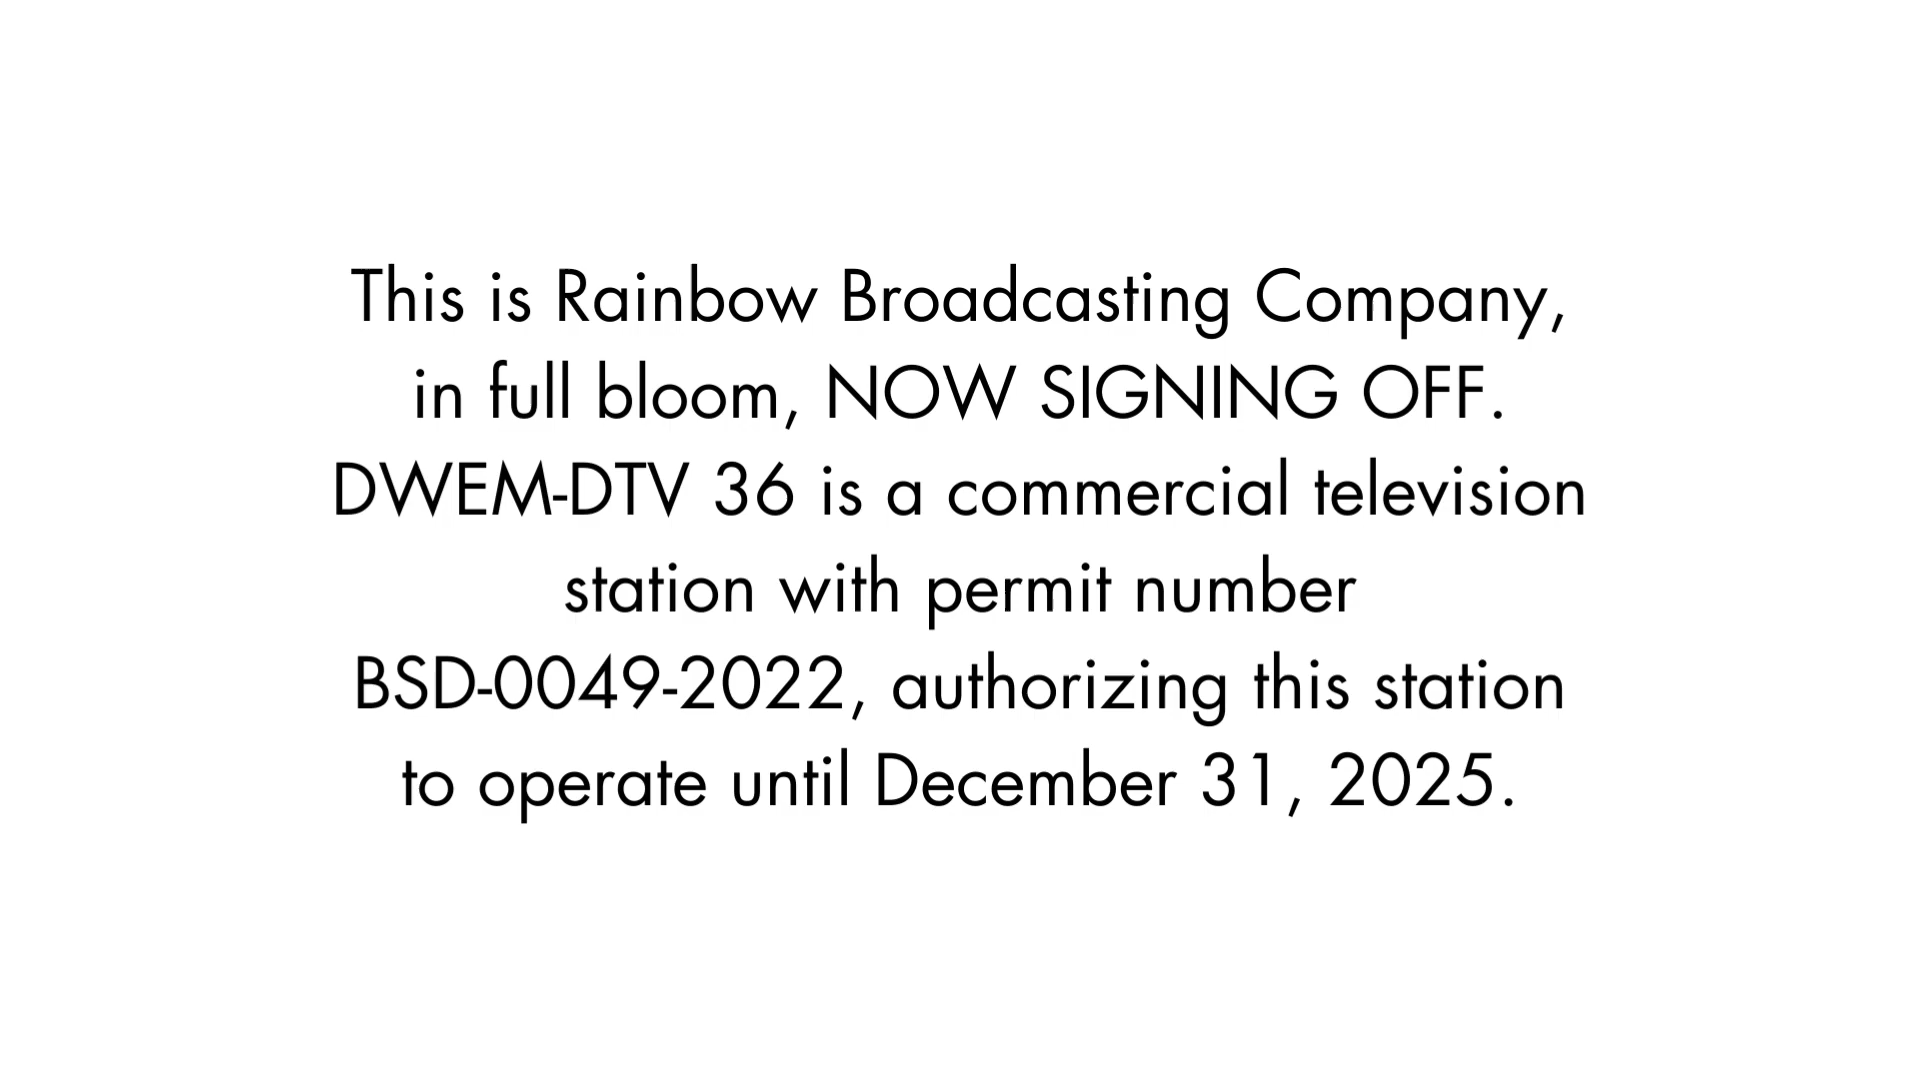 This is Rainbow Broadcasting Company,
in full bloom, NOW SIGNING OFF.
DWEM-DTV 36 is a commercial television
station with permit number
BSD-0049-2022, authorizing this station
to operate until December 31, 2025.